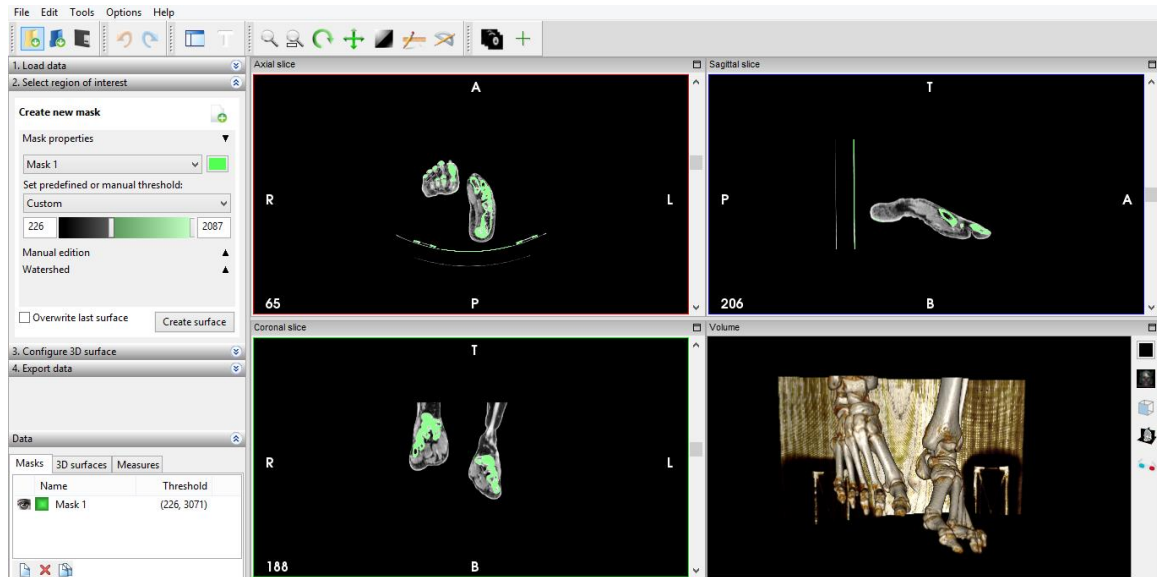 File Edit Tools Options Help
1. Load data
2. Select region of interest
Create new mask
Mask properties
Mask 1
Set predefined or manual threshold:
Custom
226 2087
Manual edition
Watershed
Overwrite last surface Create surface
3. Configure 3D surface
4. Export data
Data
Masks 3D surfaces Measures
Name Threshold
Mask 1 (226, 3071)
Axial slice
A
R L
65 P
Sagittal slice
T
P A
206 B
Coronal slice
T
R L
188 B
Volume